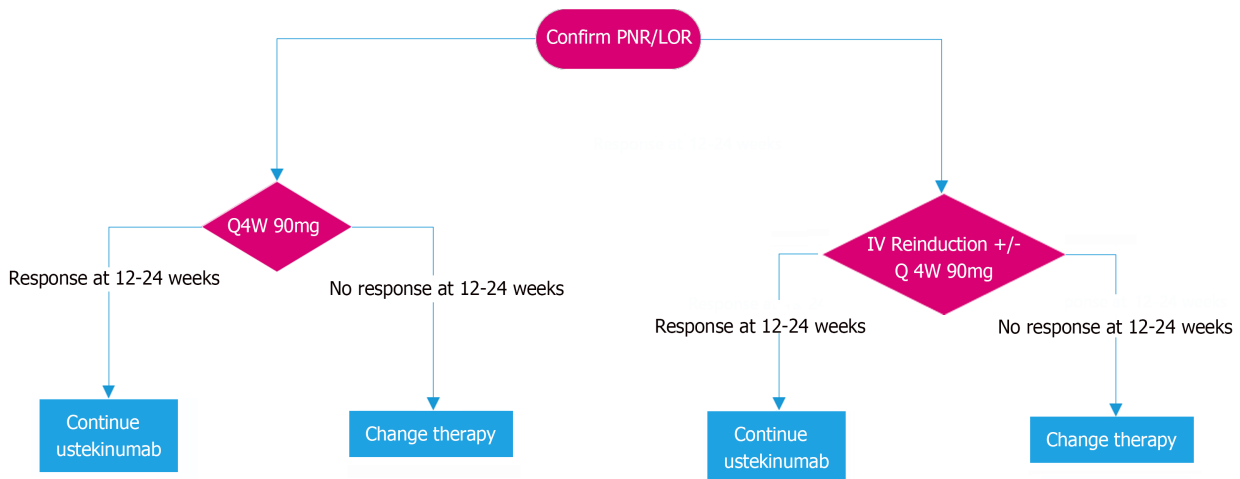 Confirm PNR/LOR
Q4W 90mg
IV Reinduction +/-
Q 4W 90mg
Response at 12-24 weeks
No response at 12-24 weeks
Response at 12-24 weeks
No response at 12-24 weeks
Continue
ustekinumab
Change therapy
Continue
ustekinumab
Change therapy